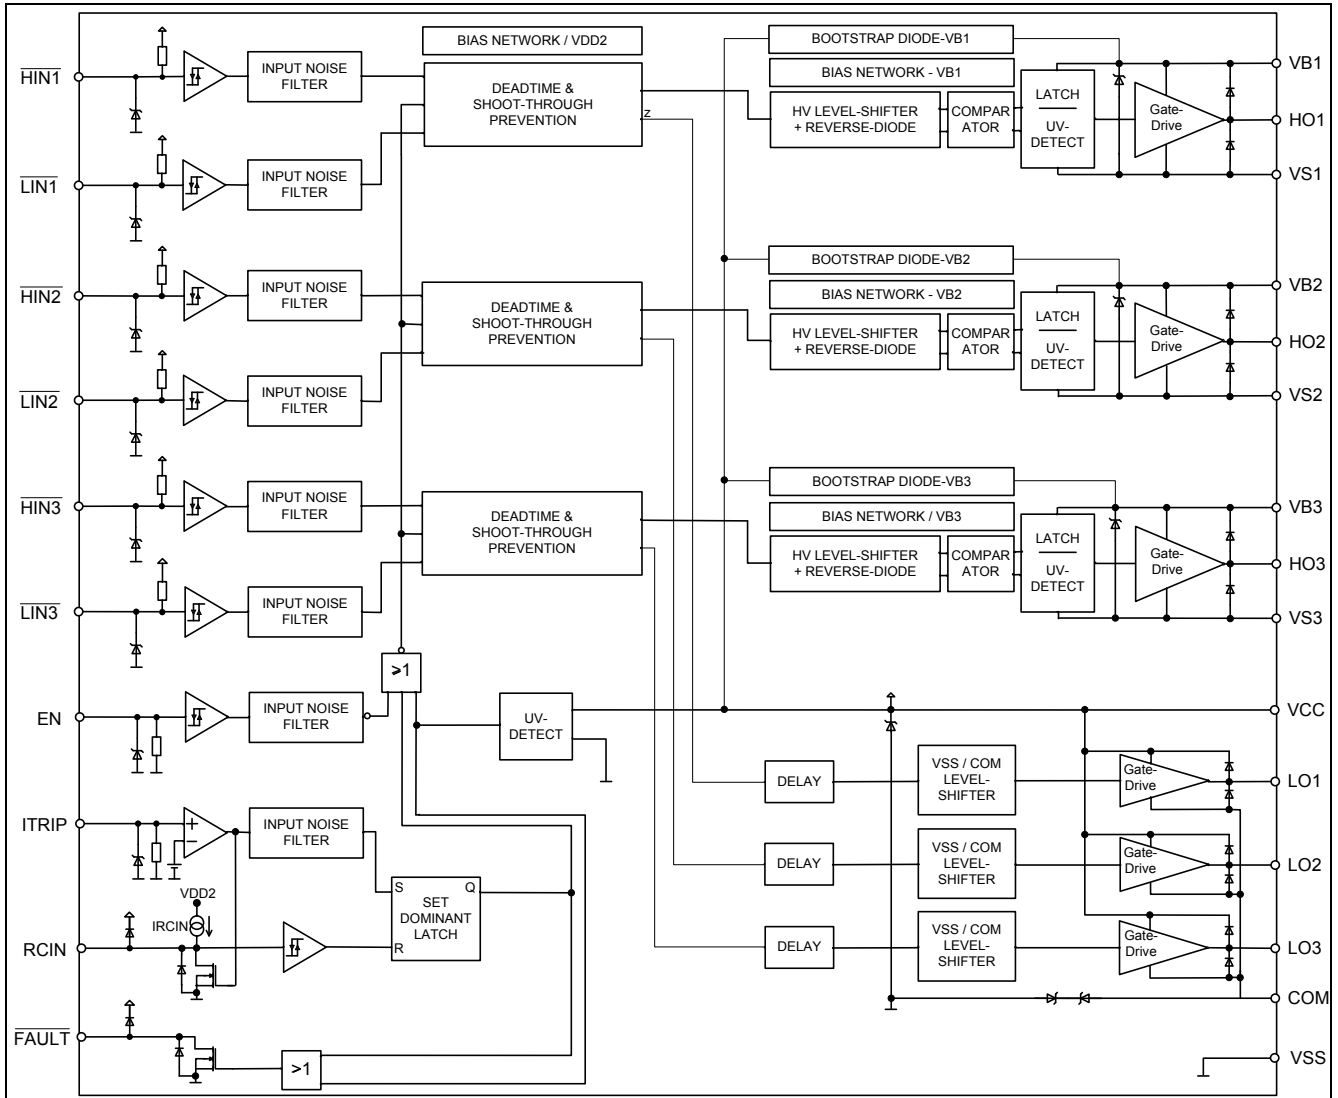 BIAS NETWORK / VDD2
BOOTSTRAP DIODE-VB1
HIN1
INPUT NOISE
FILTER
DEADTIME &
SHOOT-THROUGH
PREVENTION
Z
BIAS NETWORK - VB1
HV LEVEL-SHIFTER
+ REVERSE-DIODE
COMPAR
ATOR
LATCH
UV-
DETECT
Gate-
Drive
VB1
HO1
VS1
LIN1
INPUT NOISE
FILTER
BOOTSTRAP DIODE-VB2
HIN2
INPUT NOISE
FILTER
DEADTIME &
SHOOT-THROUGH
PREVENTION
BIAS NETWORK - VB2
HV LEVEL-SHIFTER
+ REVERSE-DIODE
COMPAR
ATOR
LATCH
UV-
DETECT
Gate-
Drive
VB2
HO2
VS2
LIN2
INPUT NOISE
FILTER
BOOTSTRAP DIODE-VB3
HIN3
INPUT NOISE
FILTER
DEADTIME &
SHOOT-THROUGH
PREVENTION
BIAS NETWORK / VB3
HV LEVEL-SHIFTER
+ REVERSE-DIODE
COMPAR
ATOR
LATCH
UV-
DETECT
Gate-
Drive
VB3
HO3
VS3
LIN3
INPUT NOISE
FILTER
>1
EN
INPUT NOISE
FILTER
UV-
DETECT
VCC
DELAY
VSS / COM
LEVEL-
SHIFTER
Gate-
Drive
LO1
ITRIP
+
−
INPUT NOISE
FILTER
DELAY
VSS / COM
LEVEL-
SHIFTER
Gate-
Drive
LO2
VDD2
IRCIN
S
Q
SET
DOMINANT
LATCH
R
RCIN
DELAY
VSS / COM
LEVEL-
SHIFTER
Gate-
Drive
LO3
COM
FAULT
>1
VSS